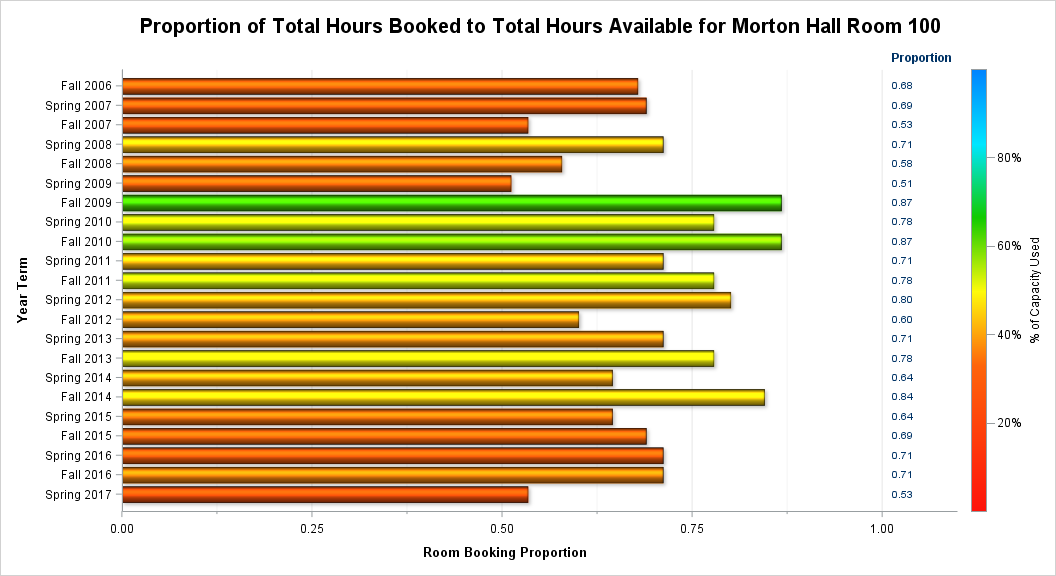 Proportion of Total Hours Booked to Total Hours Available for Morton Hall Room 100
Proportion
Fall 2006 0.68
Spring 2007 0.69
Fall 2007 0.53
Spring 2008 0.71
Fall 2008 0.58
Spring 2009 0.51
Fall 2009 0.87
Spring 2010 0.78
Fall 2010 0.87
Spring 2011 0.71
Fall 2011 0.78
Spring 2012 0.80
Fall 2012 0.60
Spring 2013 0.71
Fall 2013 0.78
Spring 2014 0.64
Fall 2014 0.84
Spring 2015 0.64
Fall 2015 0.69
Spring 2016 0.71
Fall 2016 0.71
Spring 2017 0.53
Year Term
0.00 0.25 0.50 0.75 1.00
Room Booking Proportion
80%
60%
40%
20%
% of Capacity Used